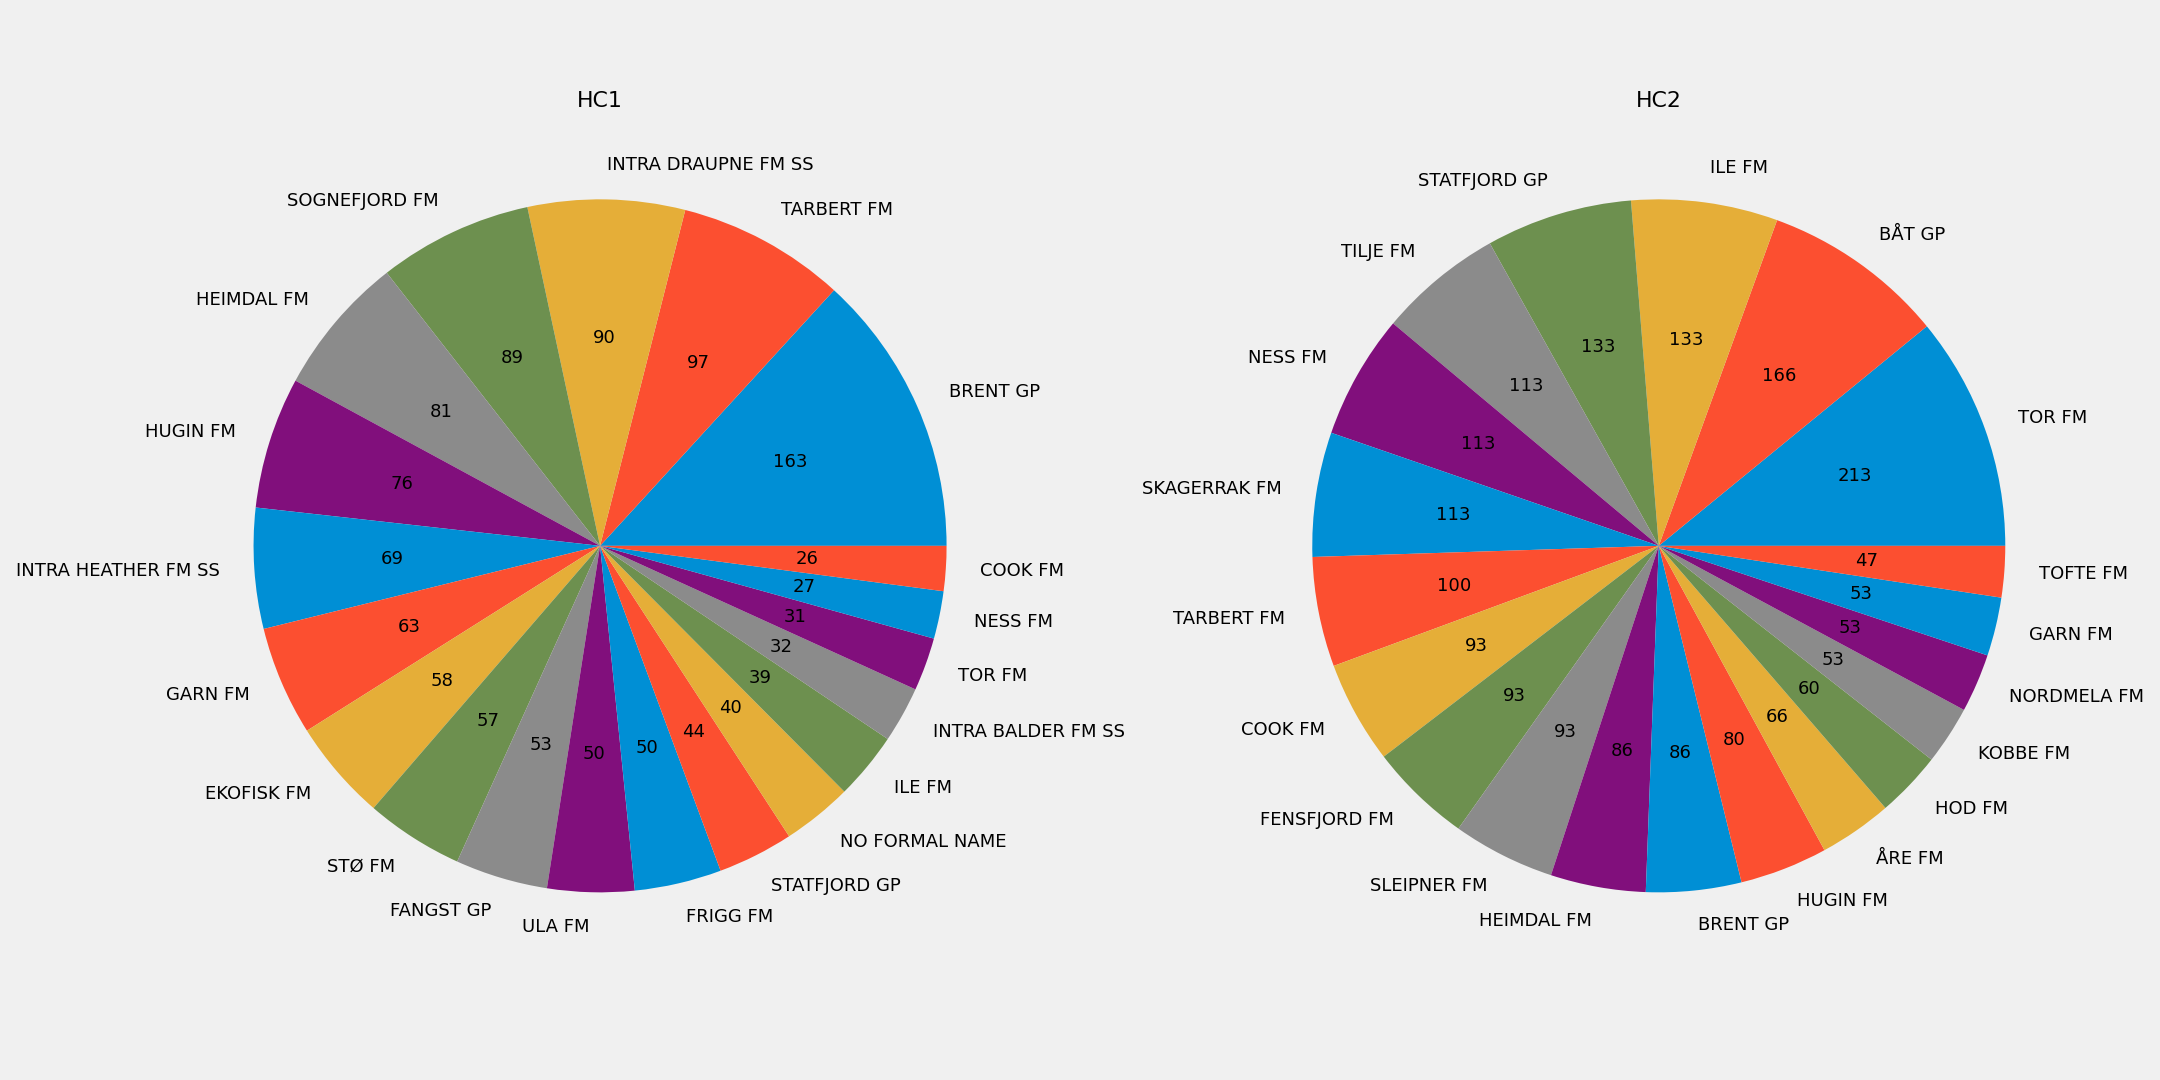 HC1
INTRA DRAUPNE FM SS
SOGNEFJORD FM
TARBERT FM
HEIMDAL FM
BRENT GP
HUGIN FM
INTRA HEATHER FM SS
GARN FM
EKOFISK FM
STØ FM
FANGST GP
ULA FM
FRIGG FM
STATFJORD GP
NO FORMAL NAME
ILE FM
INTRA BALDER FM SS
TOR FM
NESS FM
COOK FM
163
97
90
89
81
76
69
63
58
57
53
50
50
44
40
39
32
31
27
26
HC2
ILE FM
STATFJORD GP
BÅT GP
TILJE FM
NESS FM
TOR FM
SKAGERRAK FM
TARBERT FM
COOK FM
FENSFJORD FM
SLEIPNER FM
HEIMDAL FM
BRENT GP
HUGIN FM
ÅRE FM
HOD FM
KOBBE FM
NORDMELA FM
GARN FM
TOFTE FM
213
166
133
133
113
113
113
100
93
93
93
86
86
80
66
60
53
53
53
47